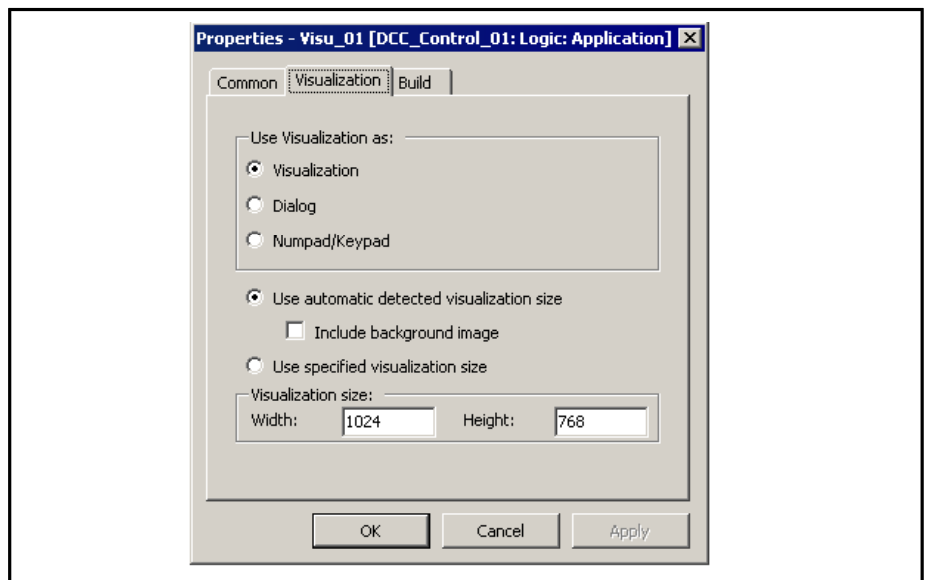 Properties - Visu_01 [DCC_Control_01: Logic: Application]
Common Visualization Build
Use Visualization as:
Visualization
Dialog
Numpad/Keypad
Use automatic detected visualization size
Include background image
Use specified visualization size
Visualization size:
Width: 1024 Height: 768
OK Cancel Apply